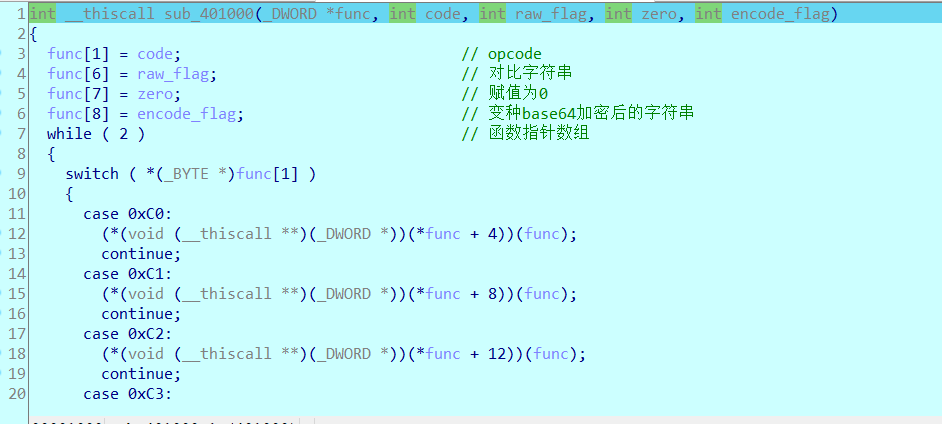 1 int __thiscall sub_401000(_DWORD *func, int code, int raw_flag, int zero, int encode_flag)
2 {
3 func[1] = code; // opcode
4 func[6] = raw_flag; // 对比字符串
5 func[7] = zero; // 赋值为0
6 func[8] = encode_flag; // 变种base64加密后的字符串
7 while ( 2 ) // 函数指针数组
8 {
9 switch ( *(_BYTE *)func[1] )
10 {
11 case 0xC0:
12 (*(void (__thiscall **)(_DWORD *))(*func + 4))(func);
13 continue;
14 case 0xC1:
15 (*(void (__thiscall **)(_DWORD *))(*func + 8))(func);
16 continue;
17 case 0xC2:
18 (*(void (__thiscall **)(_DWORD *))(*func + 12))(func);
19 continue;
20 case 0xC3: